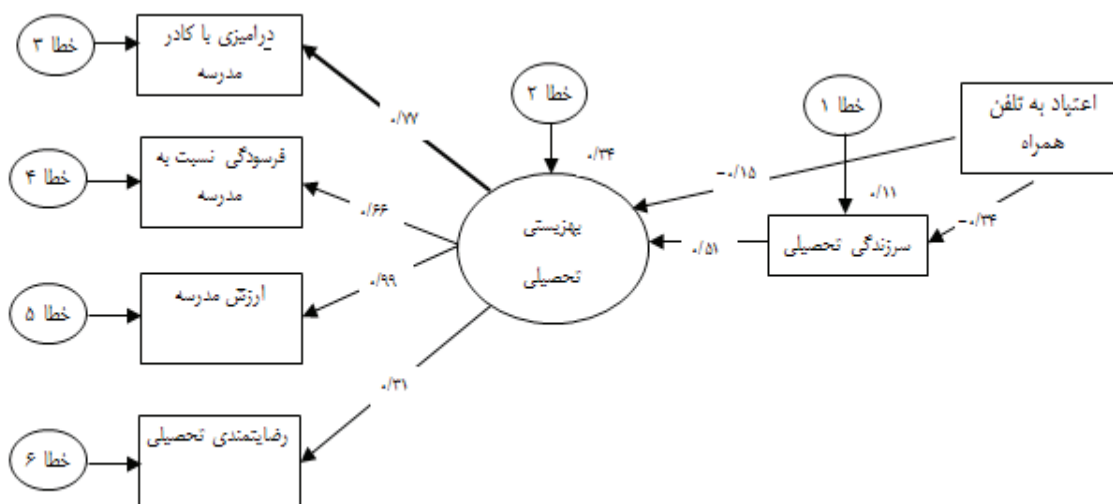 اعتیاد به تلفن
همراه
خطا ۱
۰/۱۱
-۰/۳۴
-۰/۱۵
سرزندگی تحصیلی
۰/۵۱
خطا ۲
۰/۳۴
بهزیستی
تحصیلی
۰/۷۷
۰/۶۶
۰/۹۹
۰/۳۱
درامیزی با کادر
مدرسه
خطا ۳
فرسودگی نسبت به
مدرسه
خطا ۴
ارزش مدرسه
خطا ۵
رضایتمندی تحصیلی
خطا ۶